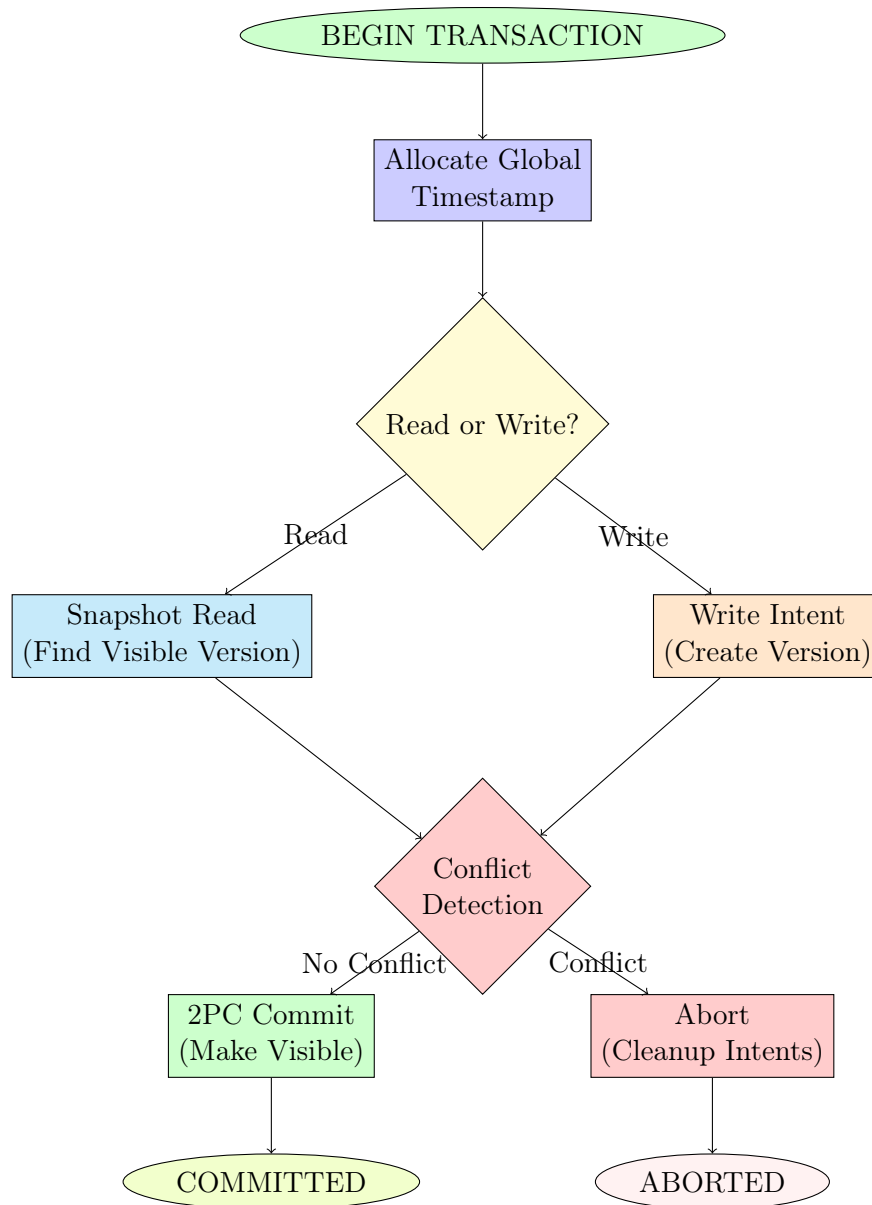 BEGIN TRANSACTION
Allocate Global
Timestamp
Read or Write?
Read
Write
Snapshot Read
(Find Visible Version)
Write Intent
(Create Version)
Conflict
Detection
No Conflict
Conflict
2PC Commit
(Make Visible)
Abort
(Cleanup Intents)
COMMITTED
ABORTED